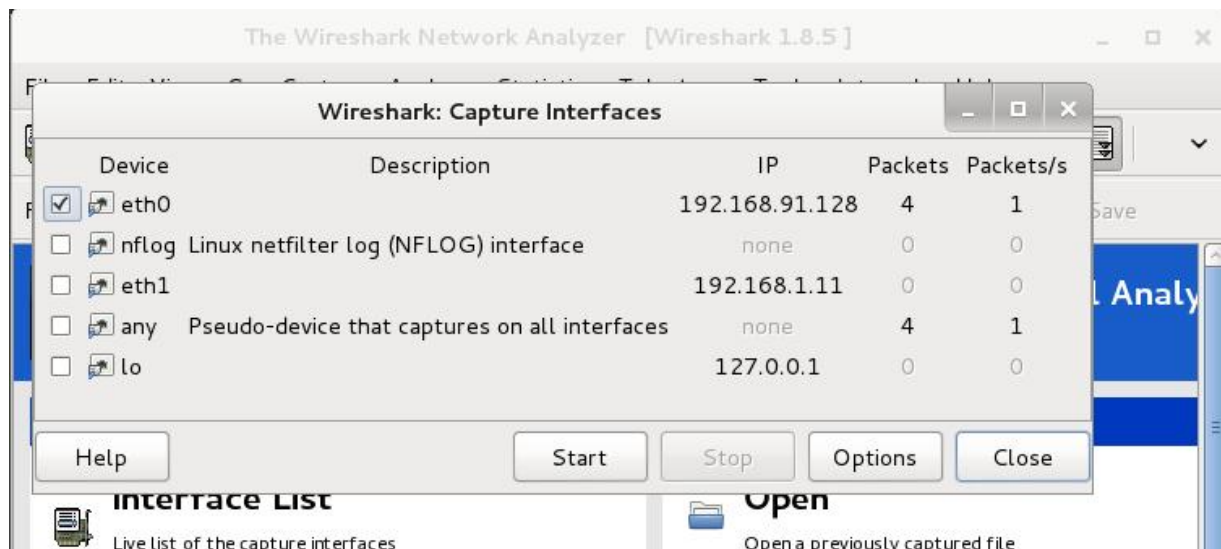 The Wireshark Network Analyzer [Wireshark 1.8.5 ]
Wireshark: Capture Interfaces
Device Description IP Packets Packets/s
eth0 192.168.91.128 4 1
nflog Linux netfilter log (NFLOG) interface none 0 0
eth1 192.168.1.11 0 0
any Pseudo-device that captures on all interfaces none 4 1
lo 127.0.0.1 0 0
Help Start Stop Options Close
Save
l Analy
Interface List
Live list of the capture interfaces
Open
Open a previously captured file